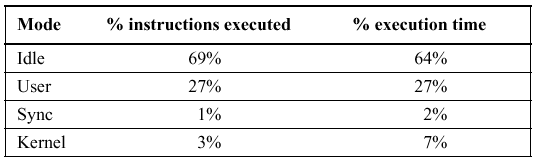 Mode % instructions executed % execution time
Idle 69% 64%
User 27% 27%
Sync 1% 2%
Kernel 3% 7%